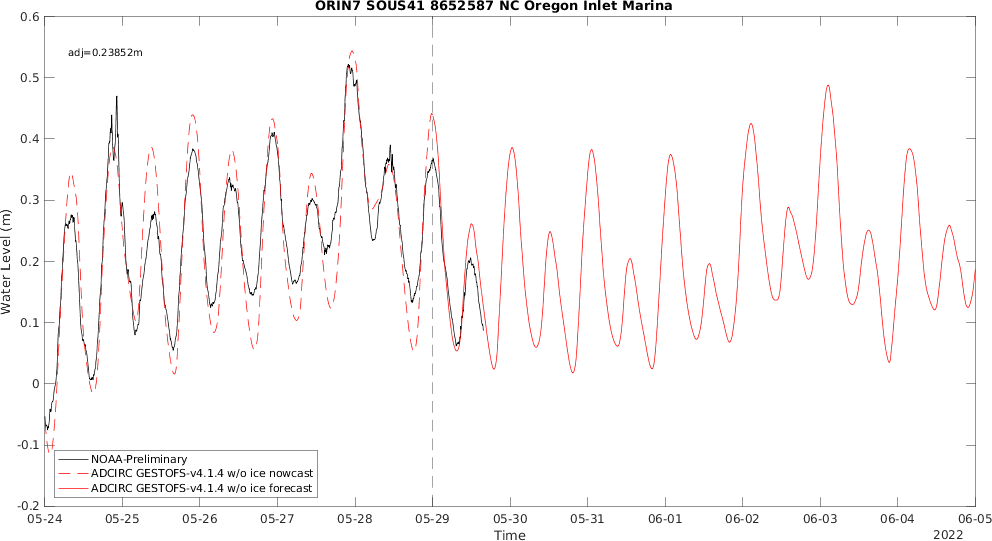 ORIN7 SOUS41 8652587 NC Oregon Inlet Marina
adj=0.23852m
Water Level (m)
0.6
0.5
0.4
0.3
0.2
0.1
0
-0.1
-0.2
NOAA-Preliminary
ADCIRC GESTOFS-v4.1.4 w/o ice nowcast
ADCIRC GESTOFS-v4.1.4 w/o ice forecast
05-24 05-25 05-26 05-27 05-28 05-29 05-30 05-31 06-01 06-02 06-03 06-04 06-05
Time
2022